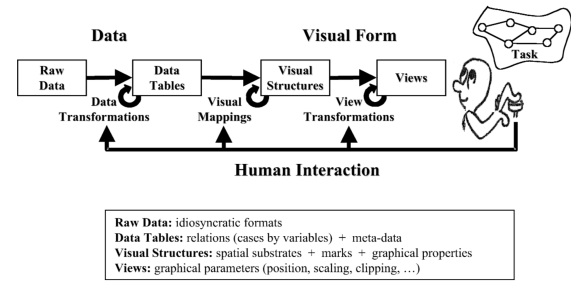 Data
Visual Form
Task
Raw
Data
Data
Tables
Visual
Structures
Views
Data
Transformations
Visual
Mappings
View
Transformations
Human Interaction
Raw Data: idiosyncratic formats
Data Tables: relations (cases by variables) + meta-data
Visual Structures: spatial substrates + marks + graphical properties
Views: graphical parameters (position, scaling, clipping, …)